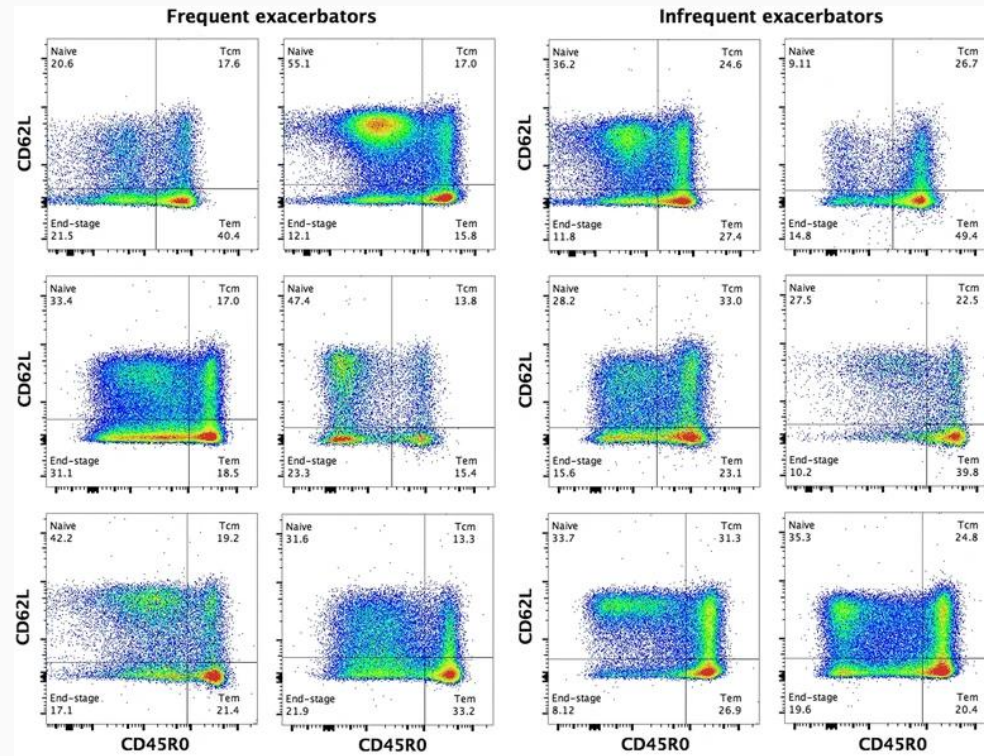 Frequent exacerbators
Infrequent exacerbators
Naive Tcm
20.6 17.6
CD62L
End-stage Tem
21.5 40.4
Naive Tcm
55.1 17.0
End-stage Tem
12.1 15.8
Naive Tcm
36.2 24.6
CD62L
End-stage Tem
11.8 27.4
Naive Tcm
9.11 26.7
End-stage Tem
14.8 49.4
Naive Tcm
33.4 17.0
CD62L
End-stage Tem
31.1 18.5
Naive Tcm
47.4 13.8
End-stage Tem
23.3 15.4
Naive Tcm
28.2 33.0
CD62L
End-stage Tem
15.6 23.1
Naive Tcm
27.5 22.5
End-stage Tem
10.2 39.8
Naive Tcm
42.2 19.2
CD62L
End-stage Tem
17.1 21.4
CD45R0
Naive Tcm
31.6 13.3
End-stage Tem
21.9 33.2
CD45R0
Naive Tcm
33.7 31.3
CD62L
End-stage Tem
8.12 26.9
CD45R0
Naive Tcm
35.3 24.8
End-stage Tem
19.6 20.4
CD45R0